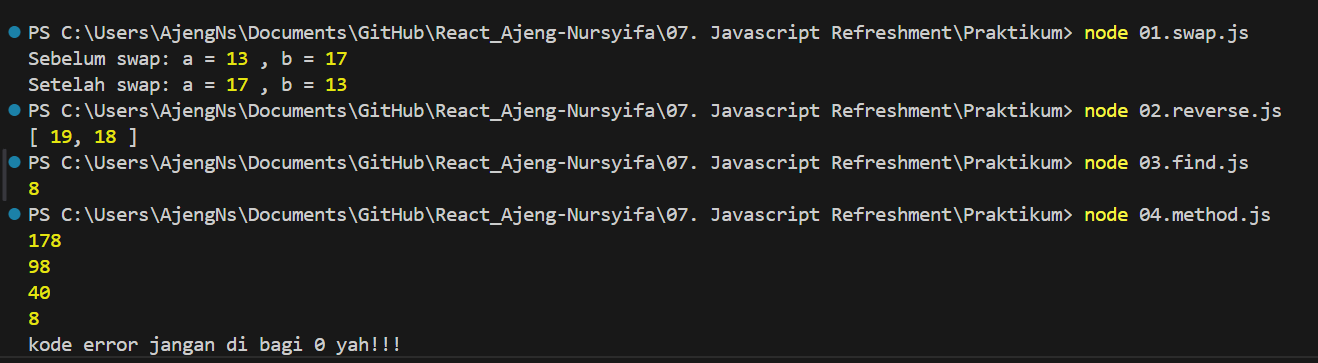 PS C:\Users\AjengNs\Documents\GitHub\React_Ajeng-Nursyifa\07. Javascript Refreshment\Praktikum> node 01.swap.js
Sebelum swap: a = 13 , b = 17
Setelah swap: a = 17 , b = 13
PS C:\Users\AjengNs\Documents\GitHub\React_Ajeng-Nursyifa\07. Javascript Refreshment\Praktikum> node 02.reverse.js
[ 19, 18 ]
PS C:\Users\AjengNs\Documents\GitHub\React_Ajeng-Nursyifa\07. Javascript Refreshment\Praktikum> node 03.find.js
8
PS C:\Users\AjengNs\Documents\GitHub\React_Ajeng-Nursyifa\07. Javascript Refreshment\Praktikum> node 04.method.js
178
98
40
8
kode error jangan di bagi 0 yah!!!